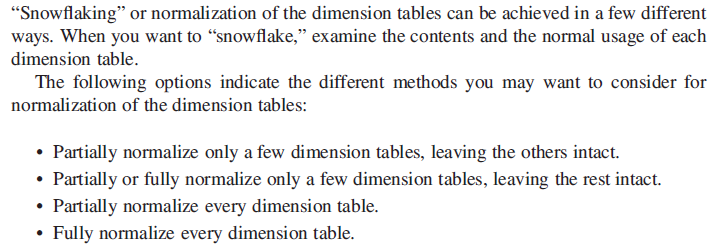 “Snowflaking” or normalization of the dimension tables can be achieved in a few different
ways. When you want to “snowflake,” examine the contents and the normal usage of each
dimension table.
The following options indicate the different methods you may want to consider for
normalization of the dimension tables:
• Partially normalize only a few dimension tables, leaving the others intact.
• Partially or fully normalize only a few dimension tables, leaving the rest intact.
• Partially normalize every dimension table.
• Fully normalize every dimension table.